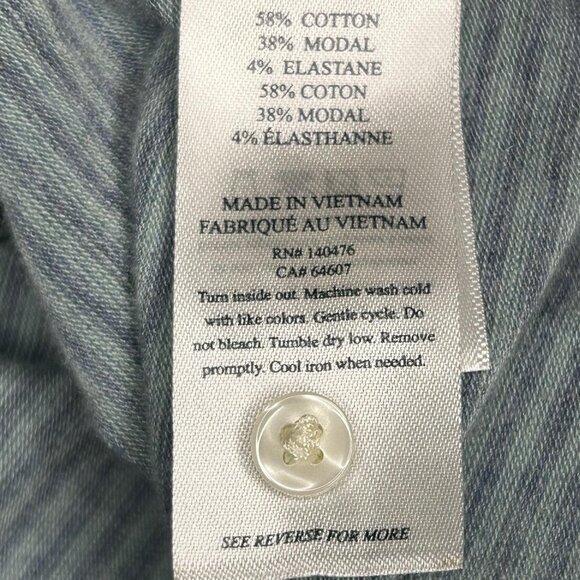 58% COTTON
38% MODAL
4% ELASTANE
58% COTON
38% MODAL
4% ÉLASTHANNE
MADE IN VIETNAM
FABRIQUÉ AU VIETNAM
RN# 140476
CA# 64607
Turn inside out. Machine wash cold
with like colors. Gentle cycle. Do
not bleach. Tumble dry low. Remove
promptly. Cool iron when needed.
SEE REVERSE FOR MORE